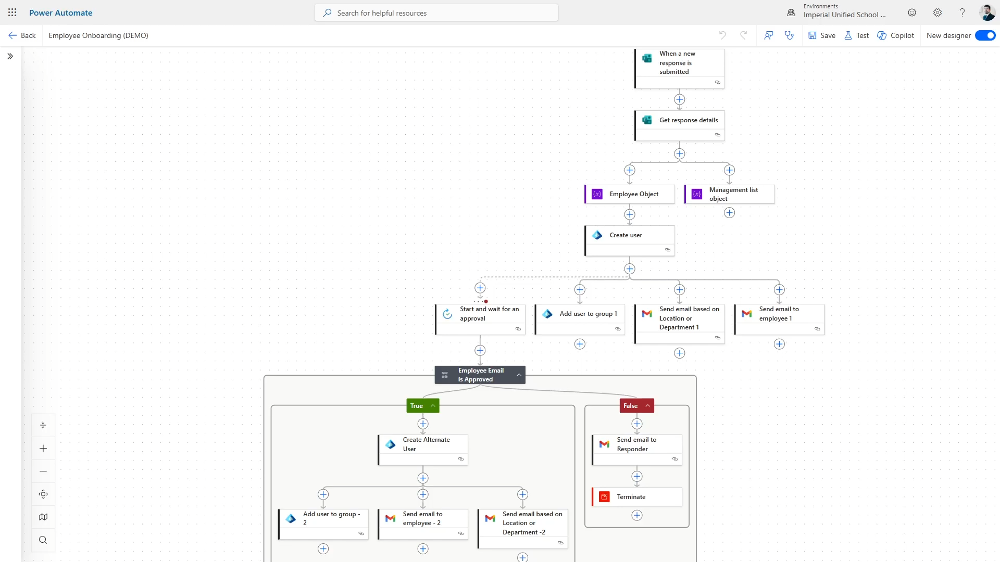 Power Automate
Search for helpful resources
Environments
Imperial Unified School ...
Back
Employee Onboarding (DEMO)
Save
Test
Copilot
New designer
When a new
response is
submitted
Get response details
Employee Object
Management list
object
Create user
Start and wait for an
approval
Add user to group 1
Send email based on
Location or
Department 1
Send email to
employee 1
Employee Email
is Approved
True
False
Create Alternate
User
Send email to
Responder
Terminate
Add user to group -
2
Send email to
employee - 2
Send email based on
Location or
Department -2